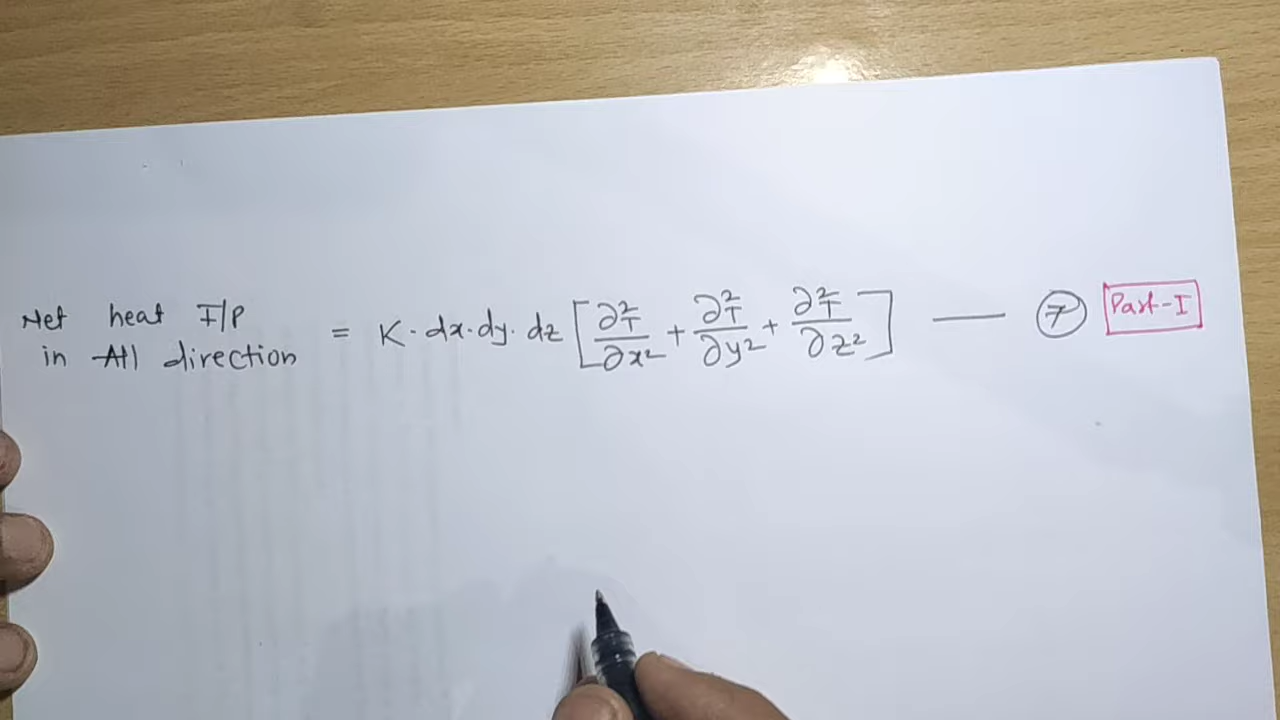 Net heat I/P
in All direction
= K · dx · dy · dz [∂²T/∂x² + ∂²T/∂y² + ∂²T/∂z²] —— ⑦ Part-I